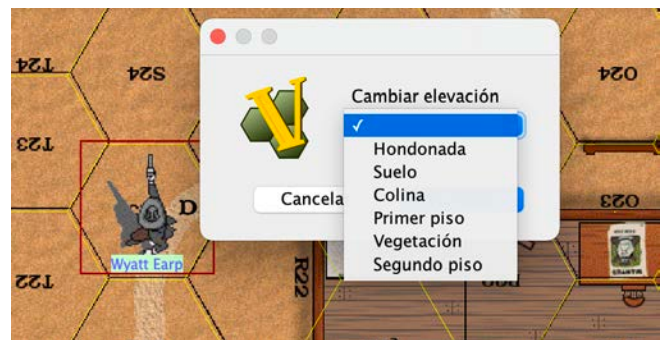 T24
S24
O24
Cambiar elevación
✓
Hondonada
T23
Suelo
Colina
Cancela
O23
D
Primer piso
Vegetación
Wyatt Earp
Segundo piso
T22
R22